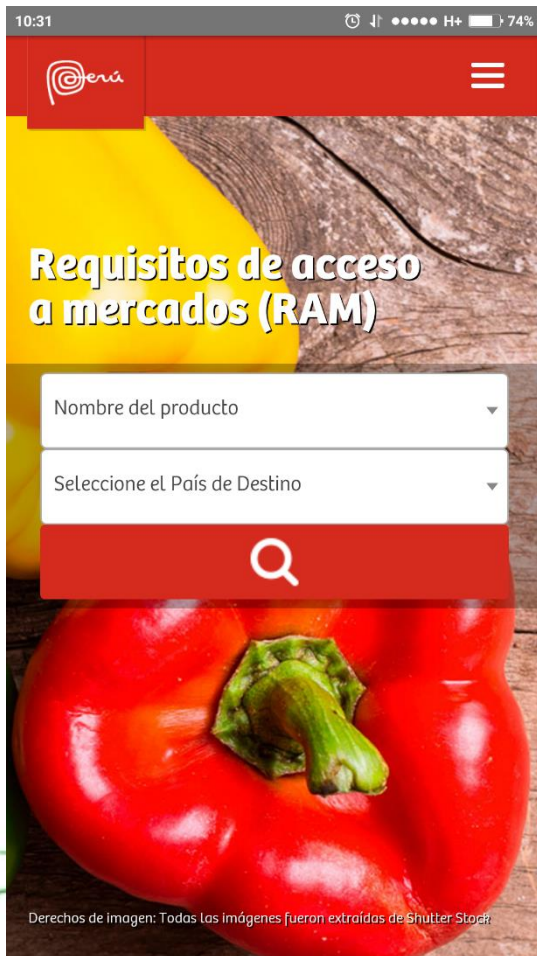 10:31
H+ 74%
Perú
Requisitos de acceso
a mercados (RAM)
Nombre del producto
Seleccione el País de Destino
Derechos de imagen: Todas las imágenes fueron extraídas de Shutter Stock